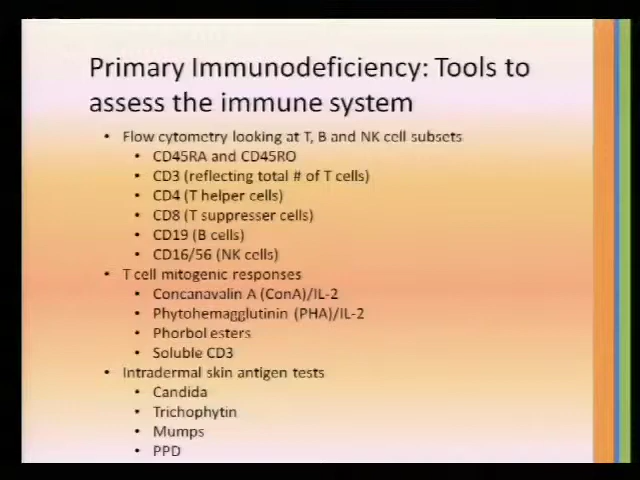 Primary Immunodeficiency: Tools to
assess the immune system
• Flow cytometry looking at T, B and NK cell subsets
• CD45RA and CD45RO
• CD3 (reflecting total # of T cells)
• CD4 (T helper cells)
• CD8 (T suppresser cells)
• CD19 (B cells)
• CD16/56 (NK cells)
• T cell mitogenic responses
• Concanavalin A (ConA)/IL-2
• Phytohemagglutinin (PHA)/IL-2
• Phorbol esters
• Soluble CD3
• Intradermal skin antigen tests
• Candida
• Trichophytin
• Mumps
• PPD